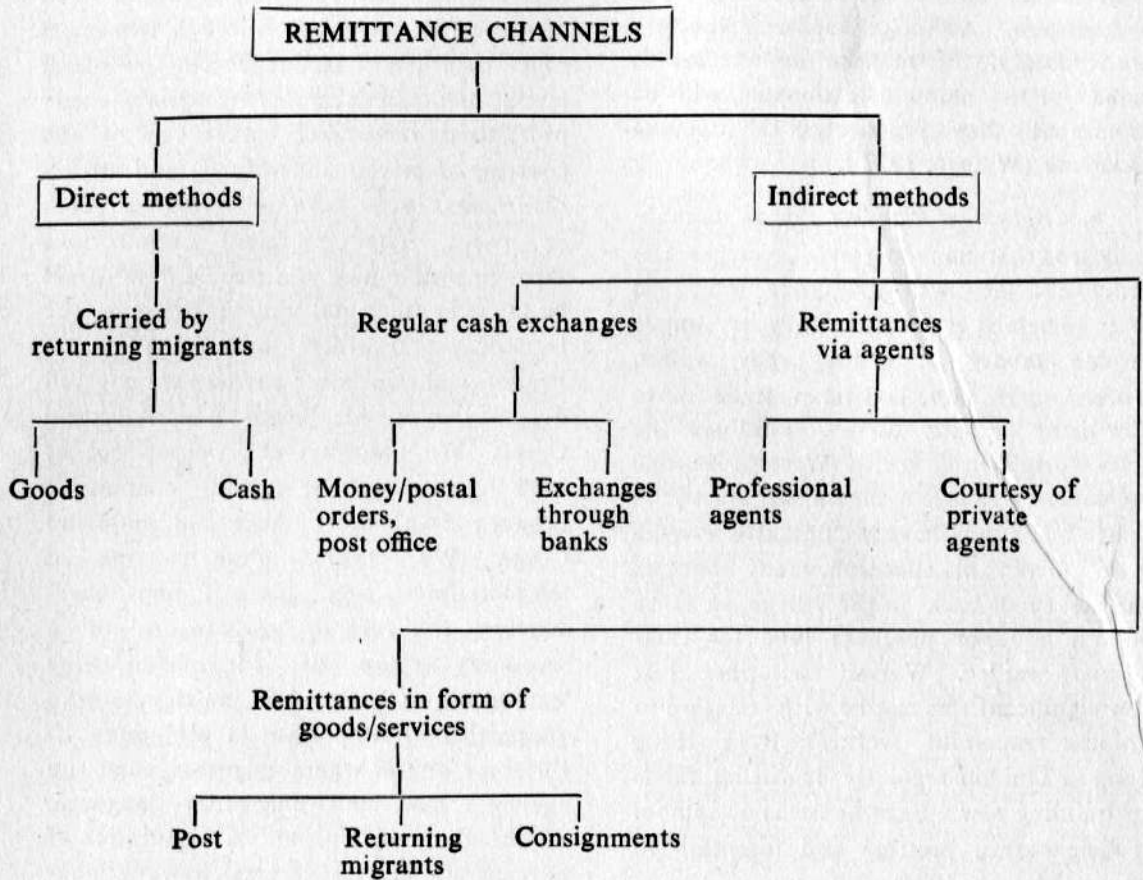 REMITTANCE CHANNELS
Direct methods
Indirect methods
Carried by
returning migrants
Regular cash exchanges
Remittances
via agents
Goods
Cash
Money/postal
orders,
post office
Exchanges
through
banks
Professional
agents
Courtesy of
private
agents
Remittances in form of
goods/services
Post
Returning
migrants
Consignments